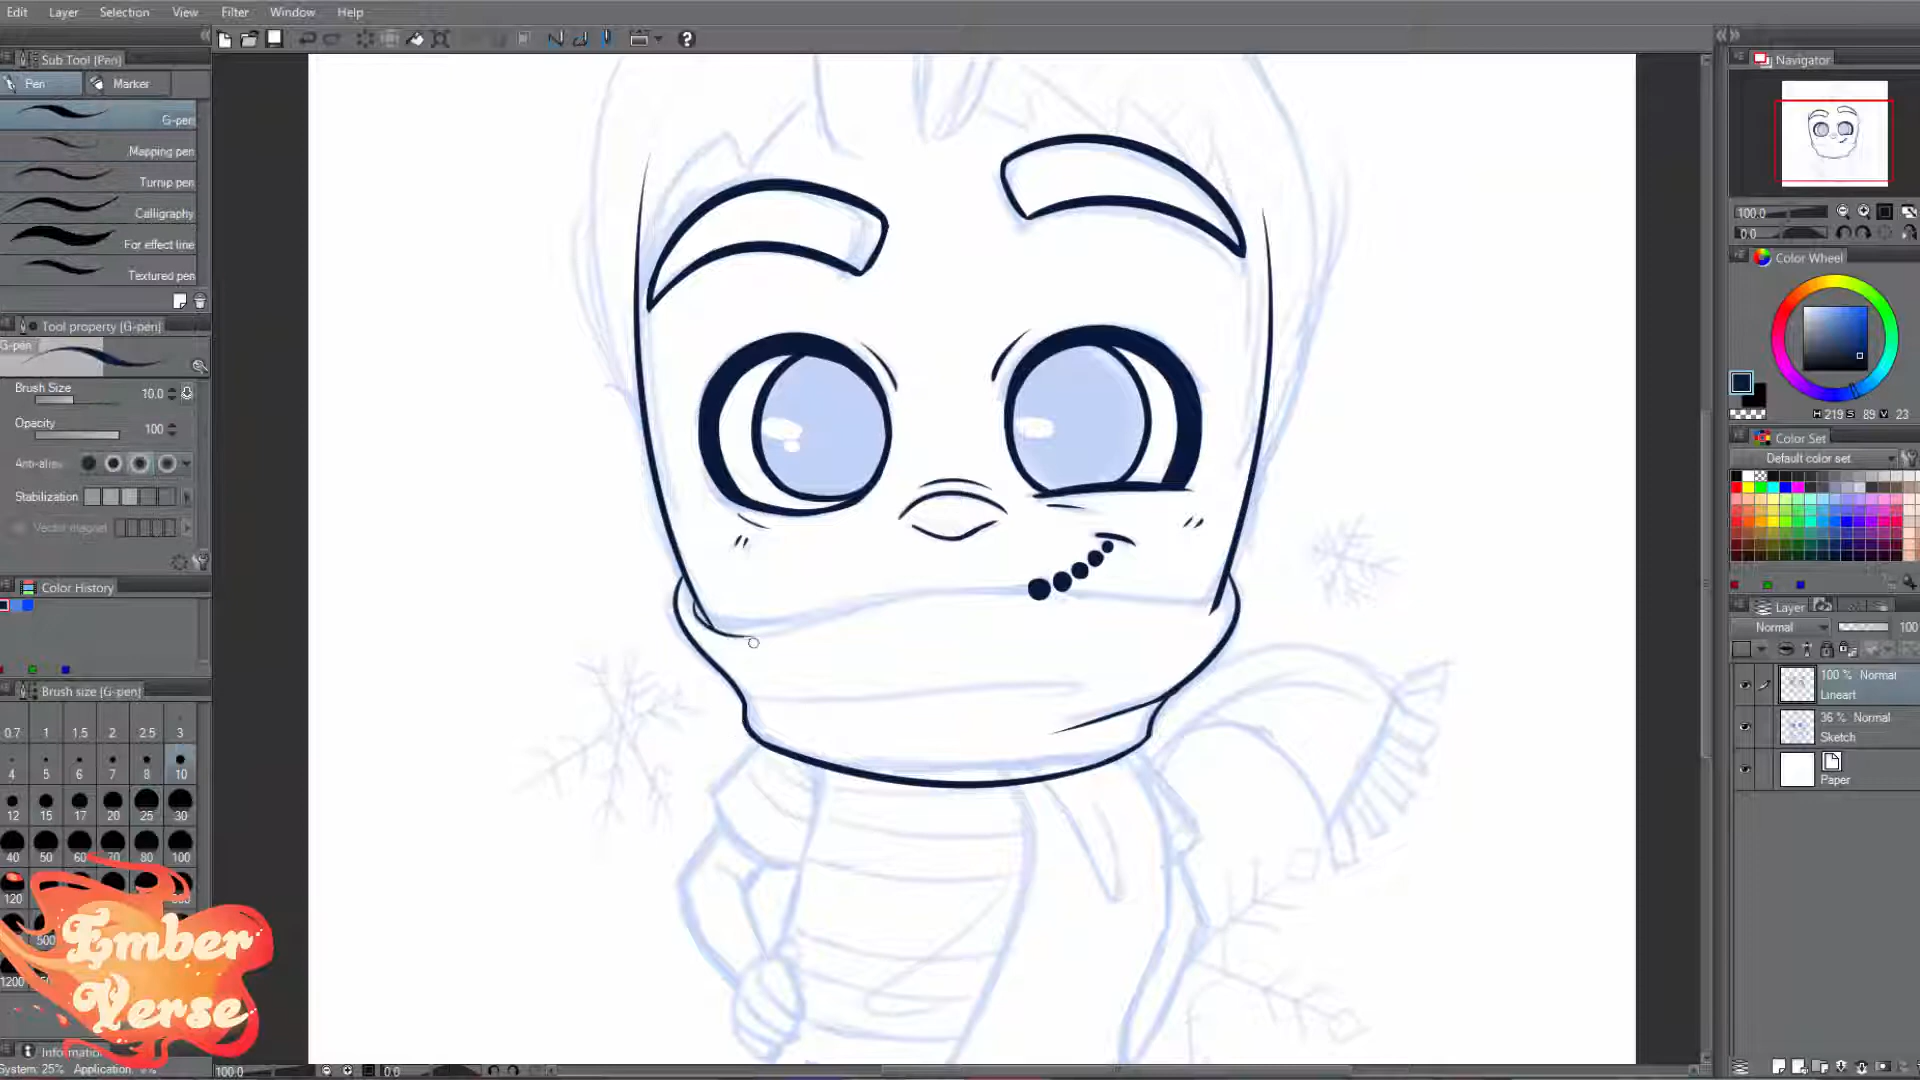 Edit Layer Selection View Filter Window Help
Sub Tool [Pen]
Pen Marker
G-pen
Mapping pen
Turnip pen
Calligraphy
For effect line
Textured pen
Tool property [G-pen]
G-pen
Brush Size 10.0
Opacity 100
Anti-alias
Stabilization
Vector magnet
Color History
Brush size [G-pen]
0.7 1 1.5 2 2.5 3
4 5 6 7 8 10
12 15 17 20 25 30
40 50 60 70 80 100
120
500
1200
Ember
Verse
Information
System: 25% Application:
100.0 0.0
Navigator
100.0
0.0
Color Wheel
H 219 S 89 V 23
Color Set
Default color set
Layer
Normal 100
100 % Normal
Lineart
36 % Normal
Sketch
Paper